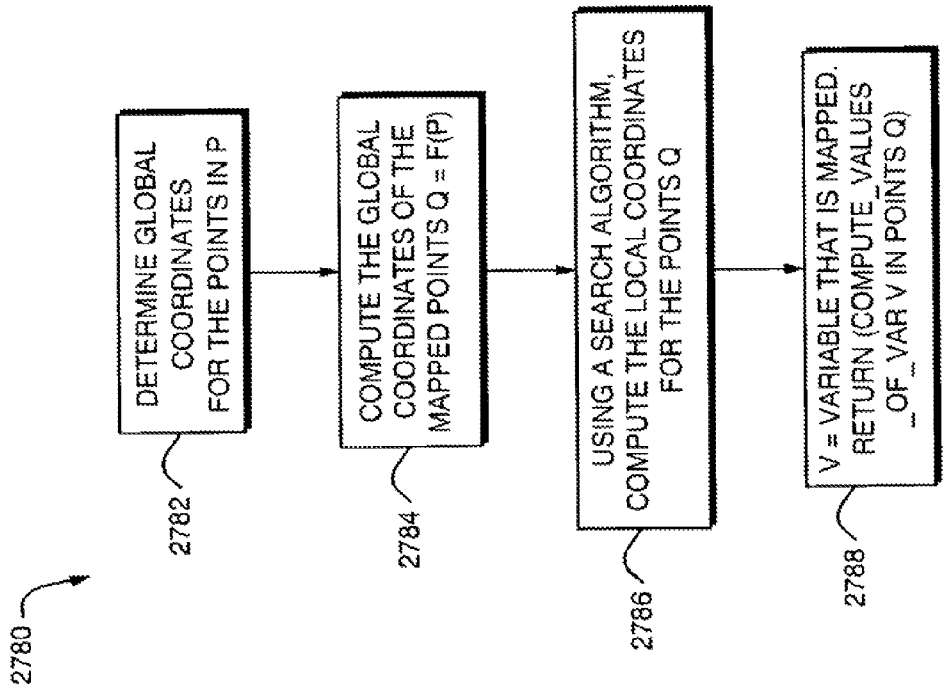 2780
DETERMINE GLOBAL
COORDINATES
FOR THE POINTS IN P
2782
COMPUTE THE GLOBAL
COORDINATES OF THE
MAPPED POINTS Q = F(P)
2784
USING A SEARCH ALGORITHM,
COMPUTE THE LOCAL COORDINATES
FOR THE POINTS Q
2786
V = VARIABLE THAT IS MAPPED.
RETURN (COMPUTE_VALUES
_OF_VAR V IN POINTS Q)
2788